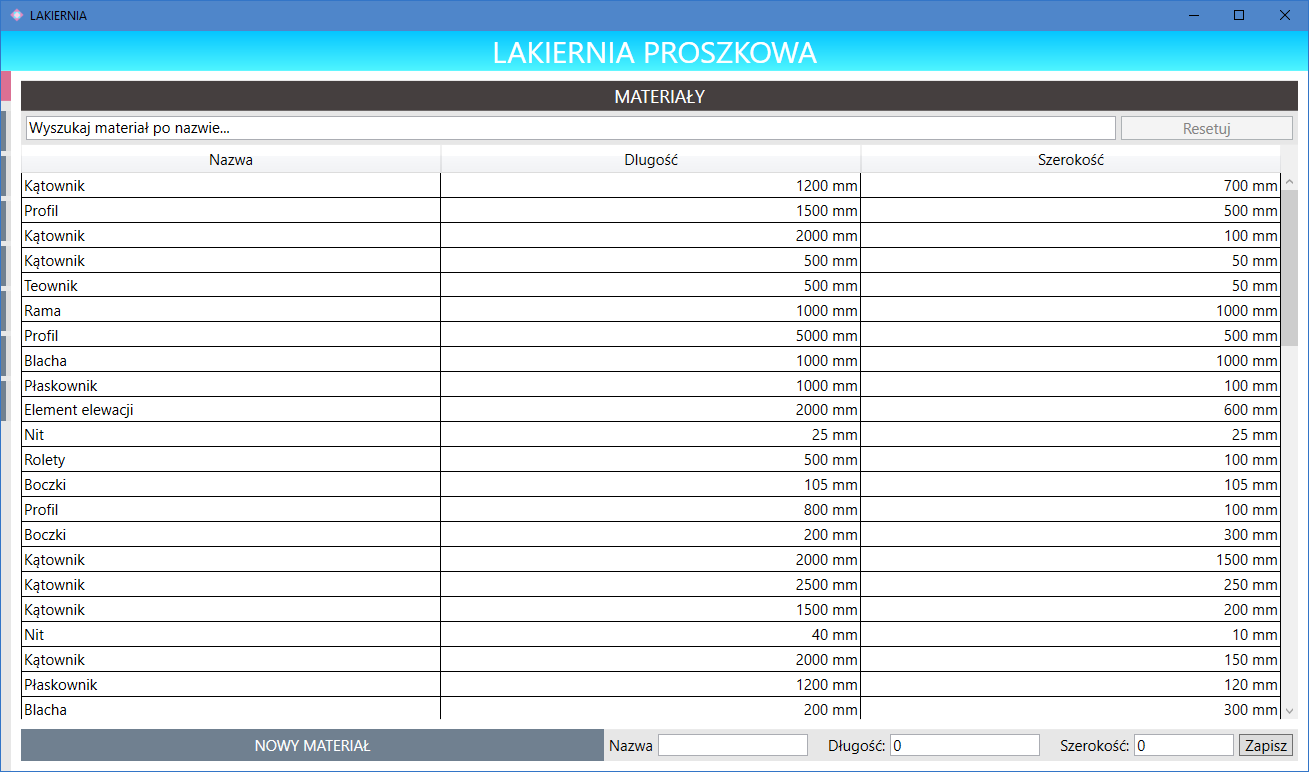 LAKIERNIA
LAKIERNIA PROSZKOWA
MATERIAŁY
Wyszukaj materiał po nazwie... Resetuj
Nazwa Dlugość Szerokość
Kątownik 1200 mm 700 mm
Profil 1500 mm 500 mm
Kątownik 2000 mm 100 mm
Kątownik 500 mm 50 mm
Teownik 500 mm 50 mm
Rama 1000 mm 1000 mm
Profil 5000 mm 500 mm
Blacha 1000 mm 1000 mm
Płaskownik 1000 mm 100 mm
Element elewacji 2000 mm 600 mm
Nit 25 mm 25 mm
Rolety 500 mm 100 mm
Boczki 105 mm 105 mm
Profil 800 mm 100 mm
Boczki 200 mm 300 mm
Kątownik 2000 mm 1500 mm
Kątownik 2500 mm 250 mm
Kątownik 1500 mm 200 mm
Nit 40 mm 10 mm
Kątownik 2000 mm 150 mm
Płaskownik 1200 mm 120 mm
Blacha 200 mm 300 mm
NOWY MATERIAŁ Nazwa Długość: 0 Szerokość: 0 Zapisz